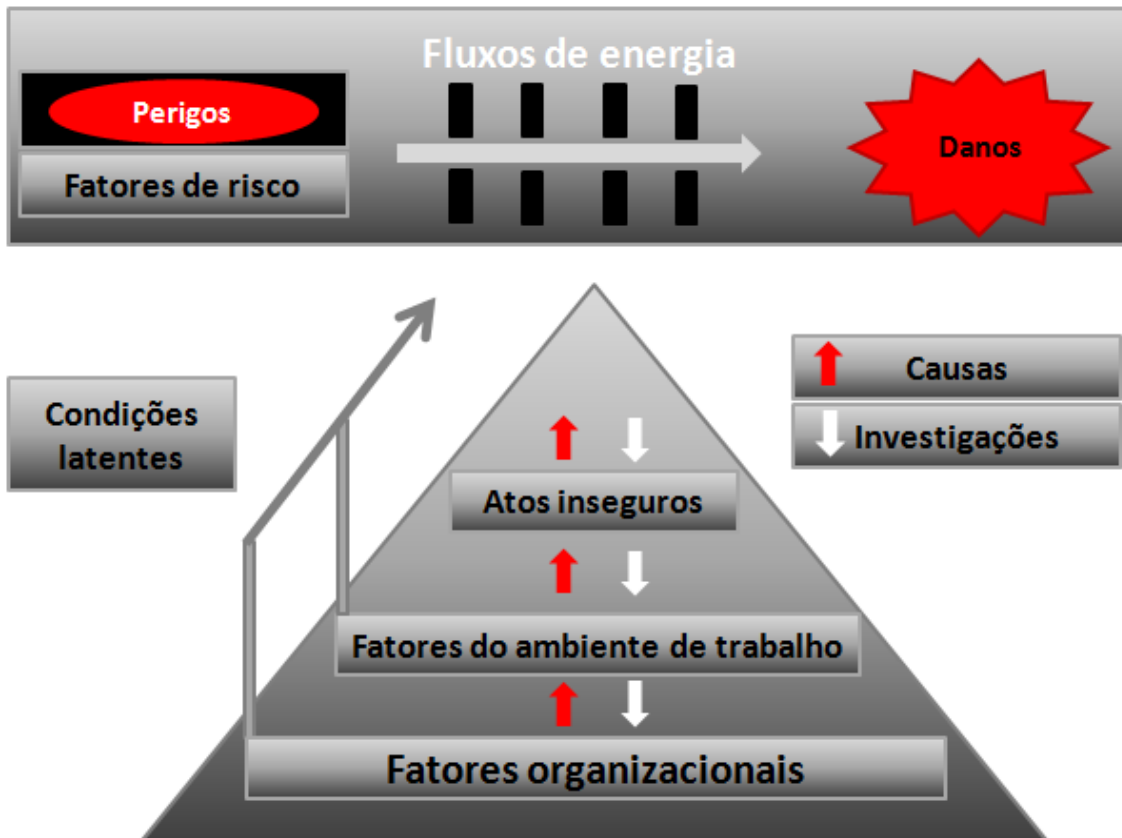 Fluxos de energia
Perigos
Fatores de risco
Danos
Condições
latentes
Causas
Investigações
Atos inseguros
Fatores do ambiente de trabalho
Fatores organizacionais